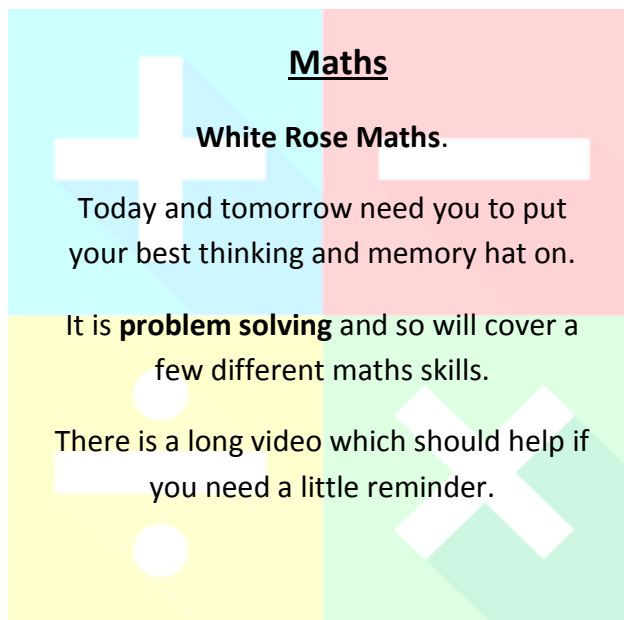 Maths
White Rose Maths.
Today and tomorrow need you to put
your best thinking and memory hat on.
It is problem solving and so will cover a
few different maths skills.
There is a long video which should help if
you need a little reminder.